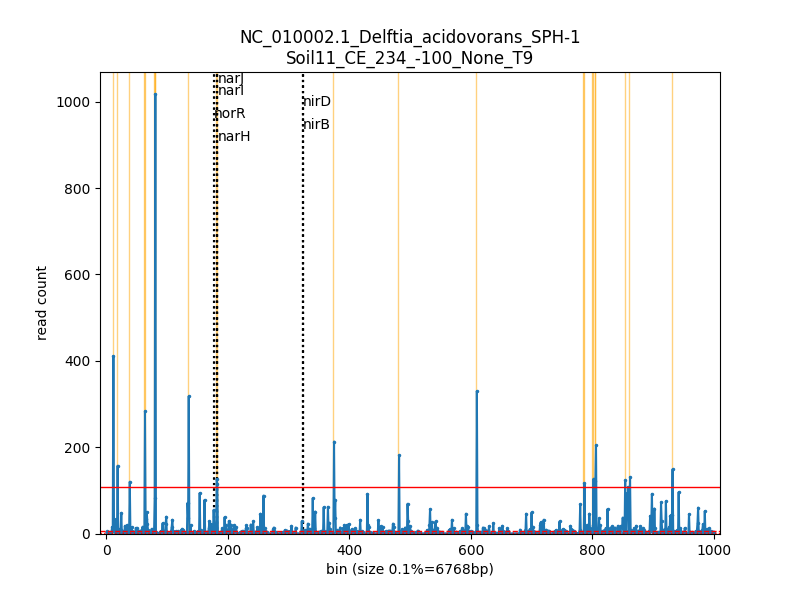 NC_010002.1_Delftia_acidovorans_SPH-1
Soil11_CE_234_-100_None_T9
narJ
narI
norR
narH
nirD
nirB
read count
1000
800
600
400
200
0
0 200 400 600 800 1000
bin (size 0.1%=6768bp)